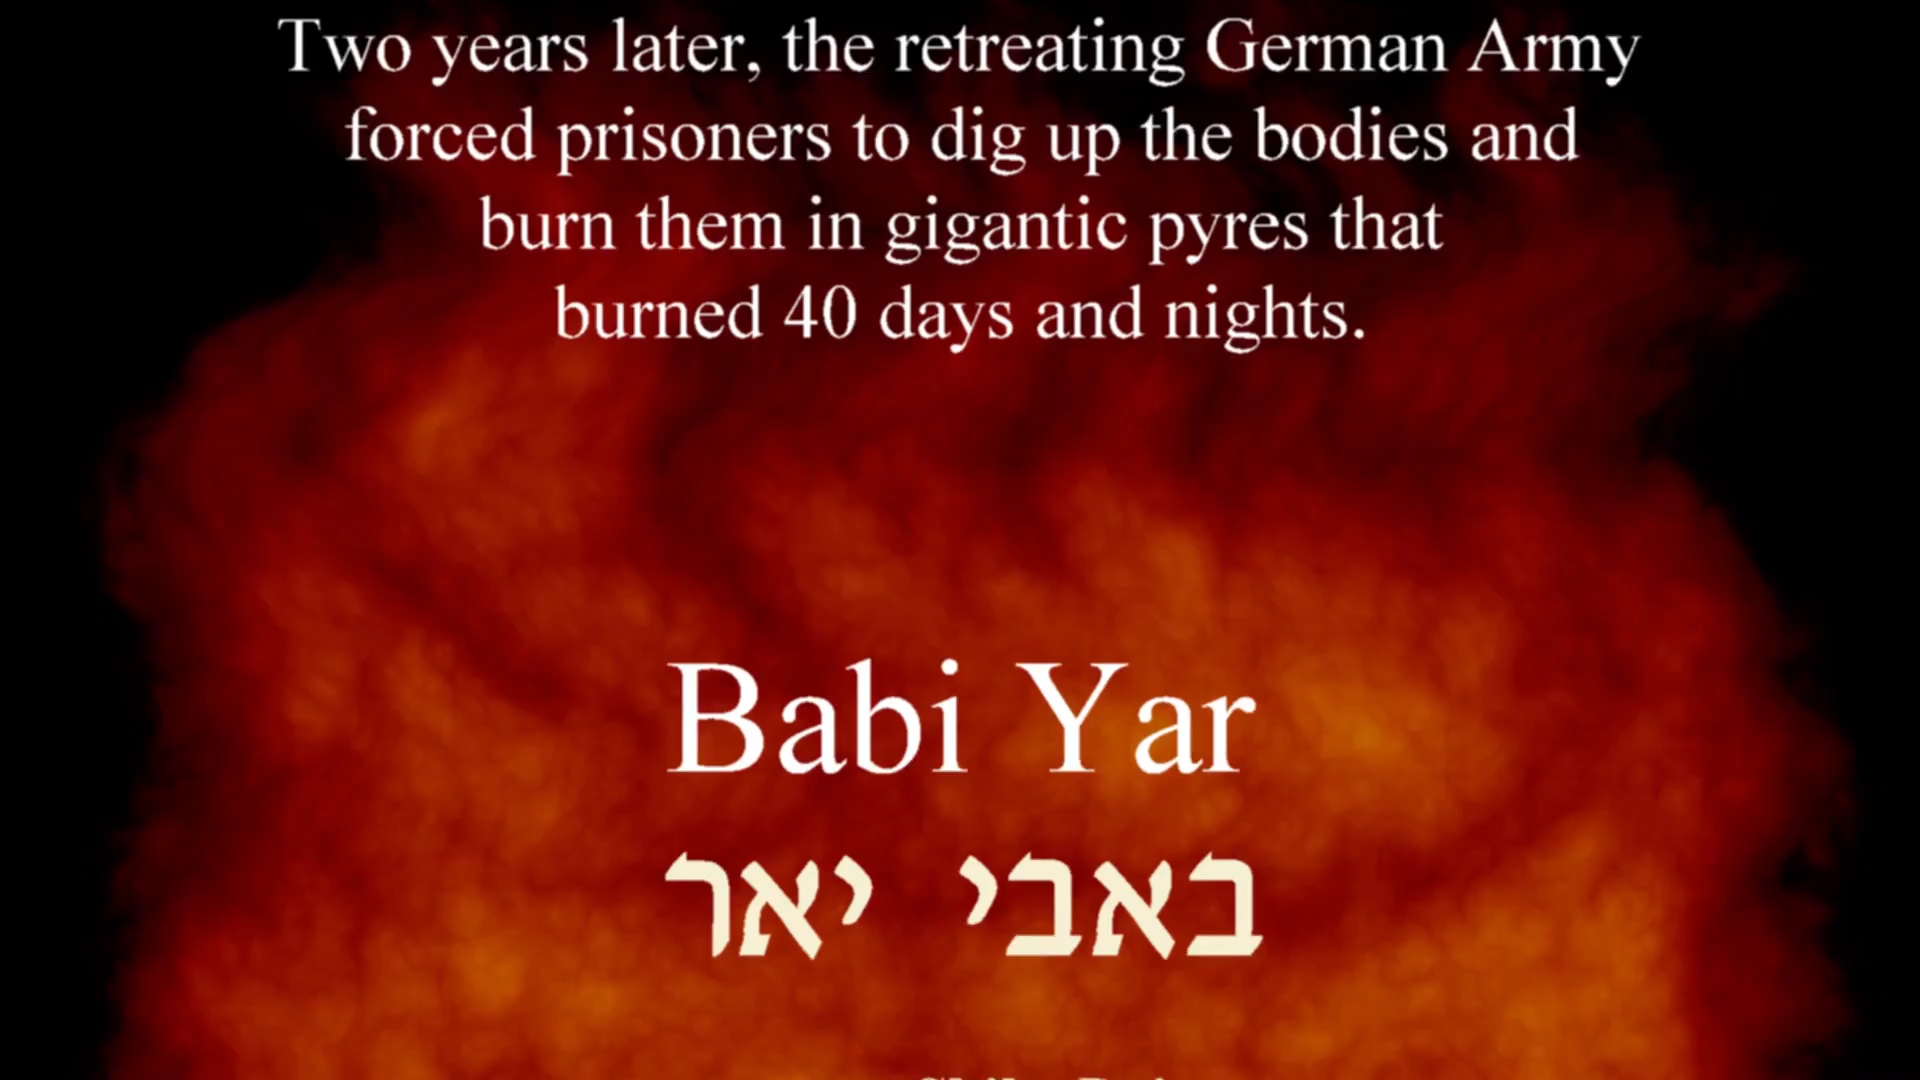 Two years later, the retreating German Army
forced prisoners to dig up the bodies and
burn them in gigantic pyres that
burned 40 days and nights.
Babi Yar
באבי יאר